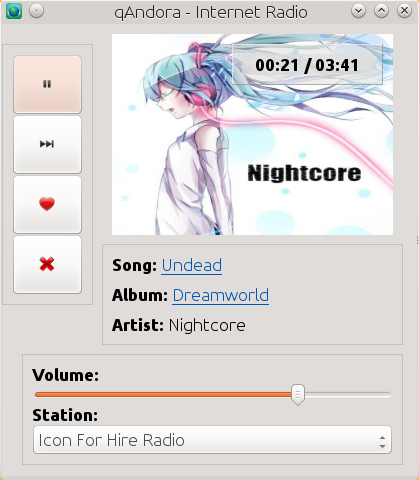 qAndora - Internet Radio
00:21 / 03:41
Nightcore
Song: Undead
Album: Dreamworld
Artist: Nightcore
Volume:
Station:
Icon For Hire Radio